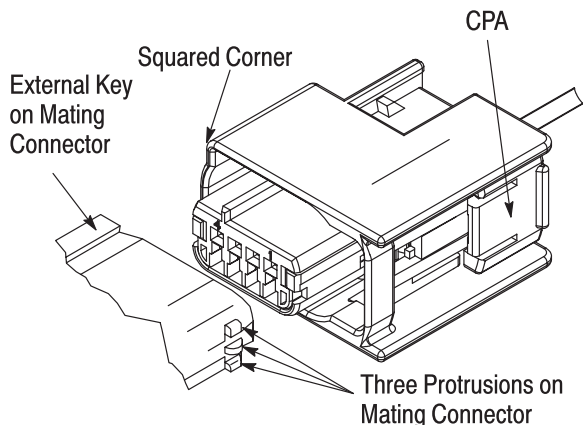 CPA
Squared Corner
External Key
on Mating
Connector
Three Protrusions on
Mating Connector